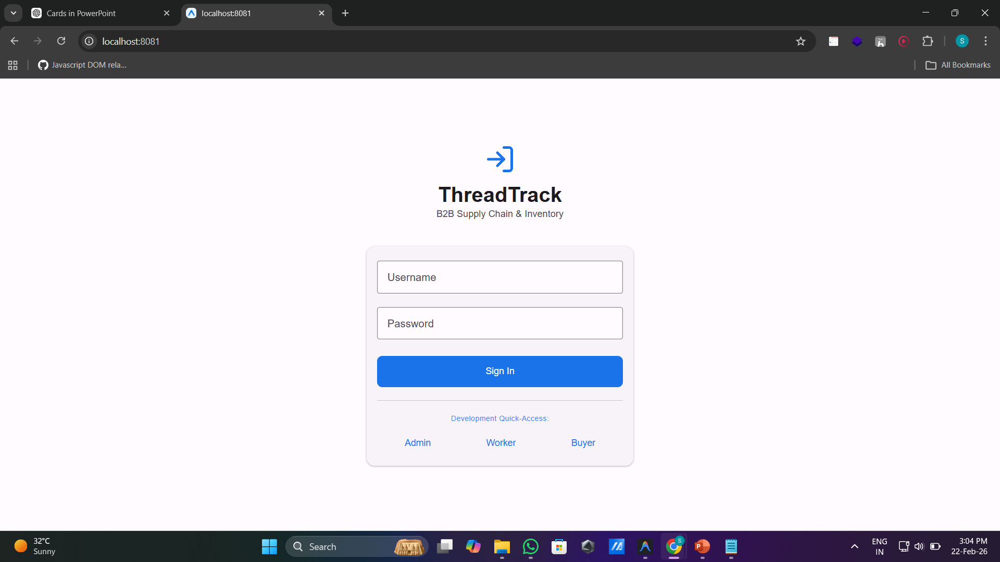 Cards in PowerPoint
localhost:8081
localhost:8081
S
Javascript DOM rela...
All Bookmarks
ThreadTrack
B2B Supply Chain & Inventory
Username
Password
Sign In
Development Quick-Access:
Admin Worker Buyer
32°C
Sunny
Search
S
P
ENG
IN
3:04 PM
22-Feb-26